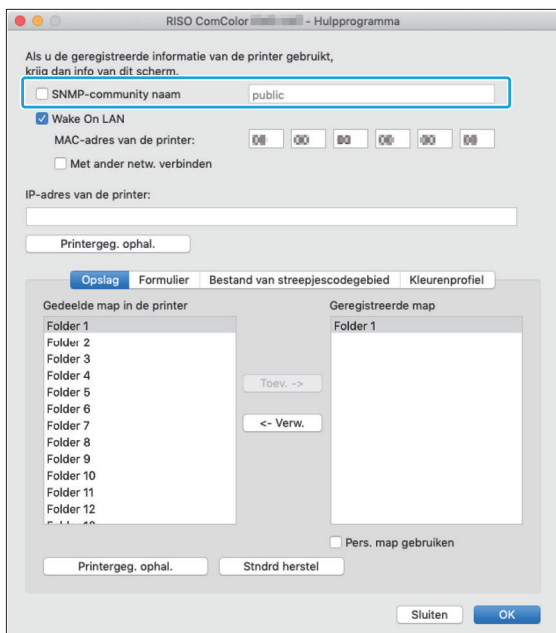 RISO ComColor - Hulpprogramma
Als u de geregistreerde informatie van de printer gebruikt,
krijg dan info van dit scherm.
SNMP-community naam public
Wake On LAN
MAC-adres van de printer:
Met ander netw. verbinden
IP-adres van de printer:
Printergeg. ophal.
Opslag Formulier Bestand van streepjescodegebied Kleurenprofiel
Gedeelde map in de printer Geregistreerde map
Folder 1 Folder 1
Folder 2
Folder 3
Folder 4
Toev. ->
Folder 5
Folder 6
<- Verw.
Folder 7
Folder 8
Folder 9
Folder 10
Folder 11
Folder 12
Pers. map gebruiken
Printergeg. ophal. Stndrd herstel
Sluiten OK